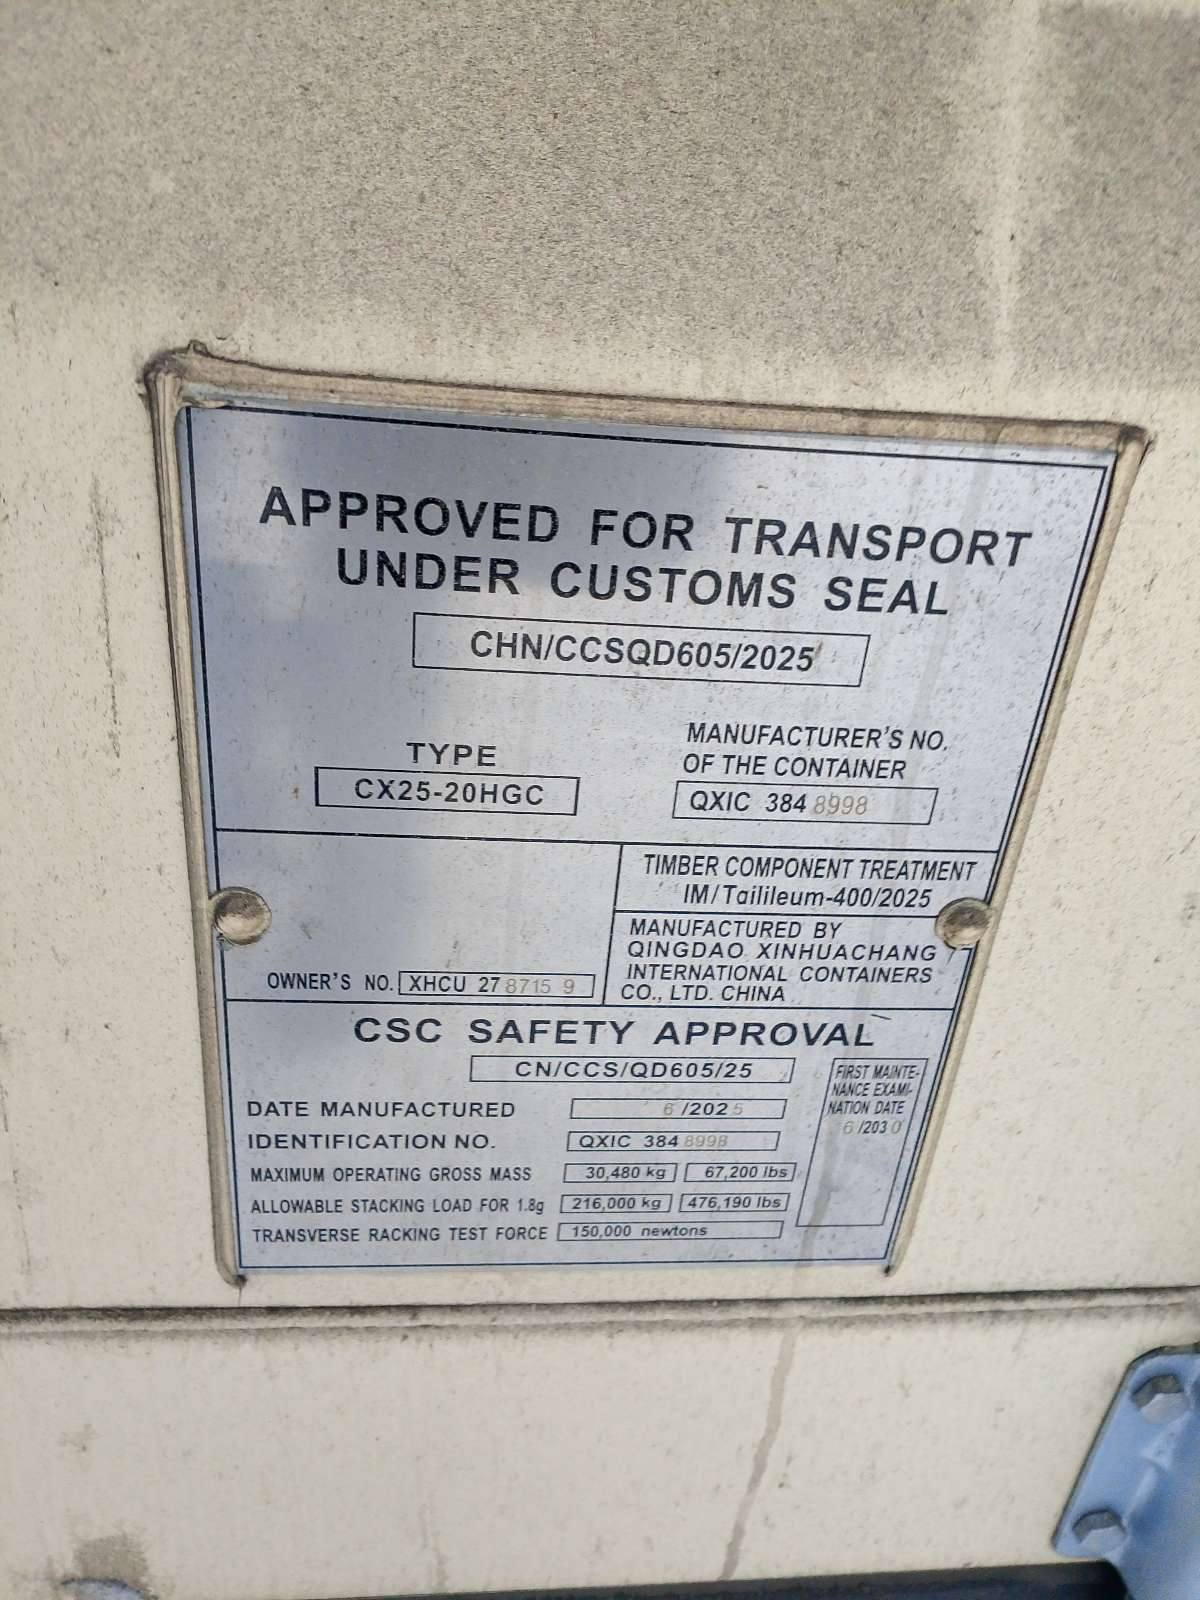 APPROVED FOR TRANSPORT
UNDER CUSTOMS SEAL
CHN/CCSQD605/2025
TYPE
CX25-20HGC
MANUFACTURER'S NO.
OF THE CONTAINER
QXIC 384 8998
TIMBER COMPONENT TREATMENT
IM/Tailileum-400/2025
MANUFACTURED BY
QINGDAO XINHUACHANG
INTERNATIONAL CONTAINERS
CO., LTD. CHINA
OWNER'S NO. XHCU 27 8715 9
CSC SAFETY APPROVAL
CN/CCS/QD605/25
DATE MANUFACTURED 6/2025
IDENTIFICATION NO. QXIC 384 8998
MAXIMUM OPERATING GROSS MASS 30,480 kg 67,200 lbs
ALLOWABLE STACKING LOAD FOR 1.8g 216,000 kg 476,190 lbs
TRANSVERSE RACKING TEST FORCE 150,000 newtons
FIRST MAINTE-
NANCE EXAMI-
NATION DATE
6/2030